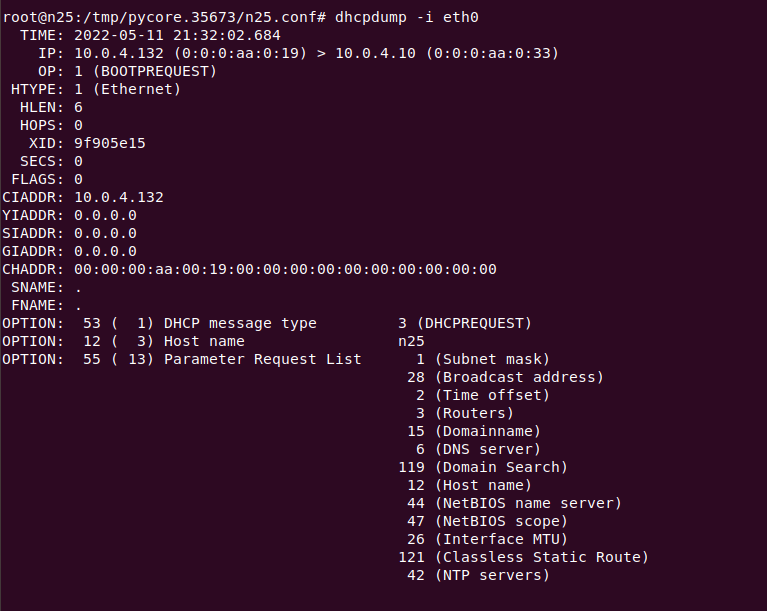 root@n25:/tmp/pycore.35673/n25.conf# dhcpdump -i eth0
  TIME: 2022-05-11 21:32:02.684
    IP: 10.0.4.132 (0:0:0:aa:0:19) > 10.0.4.10 (0:0:0:aa:0:33)
    OP: 1 (BOOTPREQUEST)
 HTYPE: 1 (Ethernet)
  HLEN: 6
  HOPS: 0
   XID: 9f905e15
  SECS: 0
 FLAGS: 0
CIADDR: 10.0.4.132
YIADDR: 0.0.0.0
SIADDR: 0.0.0.0
GIADDR: 0.0.0.0
CHADDR: 00:00:00:aa:00:19:00:00:00:00:00:00:00:00:00:00
 SNAME: .
 FNAME: .
OPTION:  53 (  1) DHCP message type         3 (DHCPREQUEST)
OPTION:  12 (  3) Host name                 n25
OPTION:  55 ( 13) Parameter Request List      1 (Subnet mask)
                                             28 (Broadcast address)
                                              2 (Time offset)
                                              3 (Routers)
                                             15 (Domainname)
                                              6 (DNS server)
                                            119 (Domain Search)
                                             12 (Host name)
                                             44 (NetBIOS name server)
                                             47 (NetBIOS scope)
                                             26 (Interface MTU)
                                            121 (Classless Static Route)
                                             42 (NTP servers)